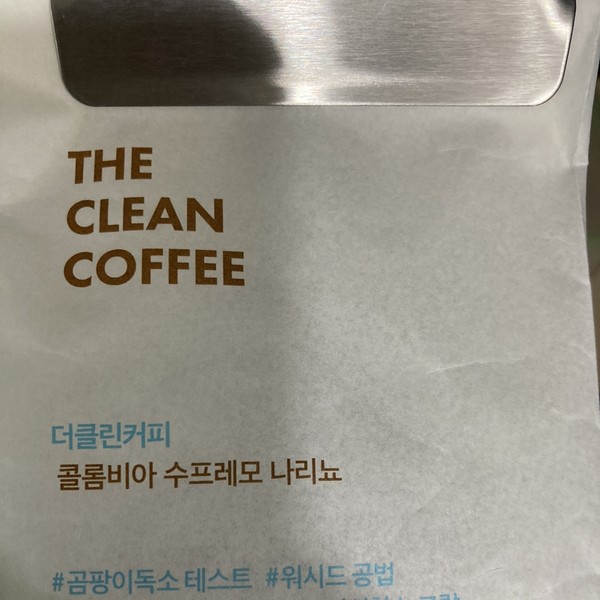 THE
CLEAN
COFFEE
더클린커피
콜롬비아 수프레모 나리뇨
#곰팡이독소 테스트 #워시드 공법